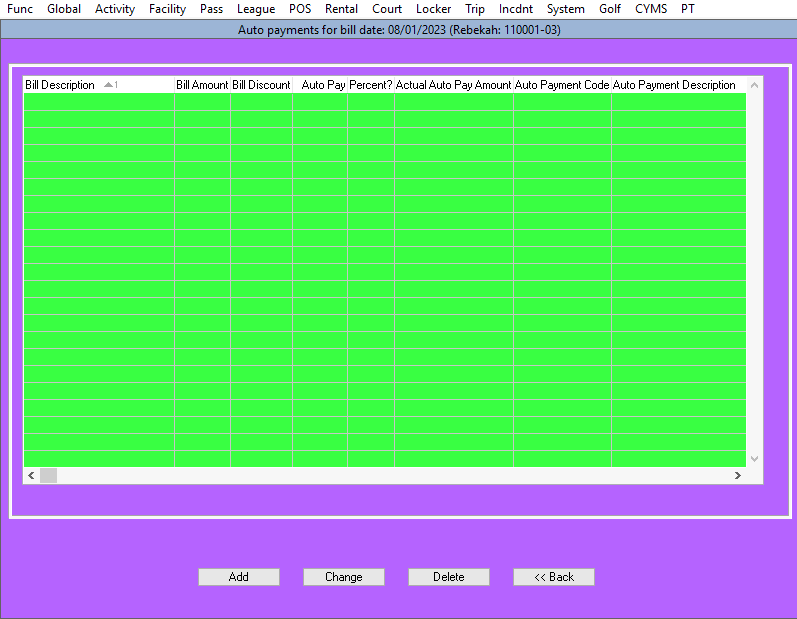 Func Global Activity Facility Pass League POS Rental Court Locker Trip Incdnt System Golf CYMS PT
Auto payments for bill date: 08/01/2023 (Rebekah: 110001-03)
Bill Description 1 Bill Amount Bill Discount Auto Pay Percent? Actual Auto Pay Amount Auto Payment Code Auto Payment Description
Add Change Delete << Back